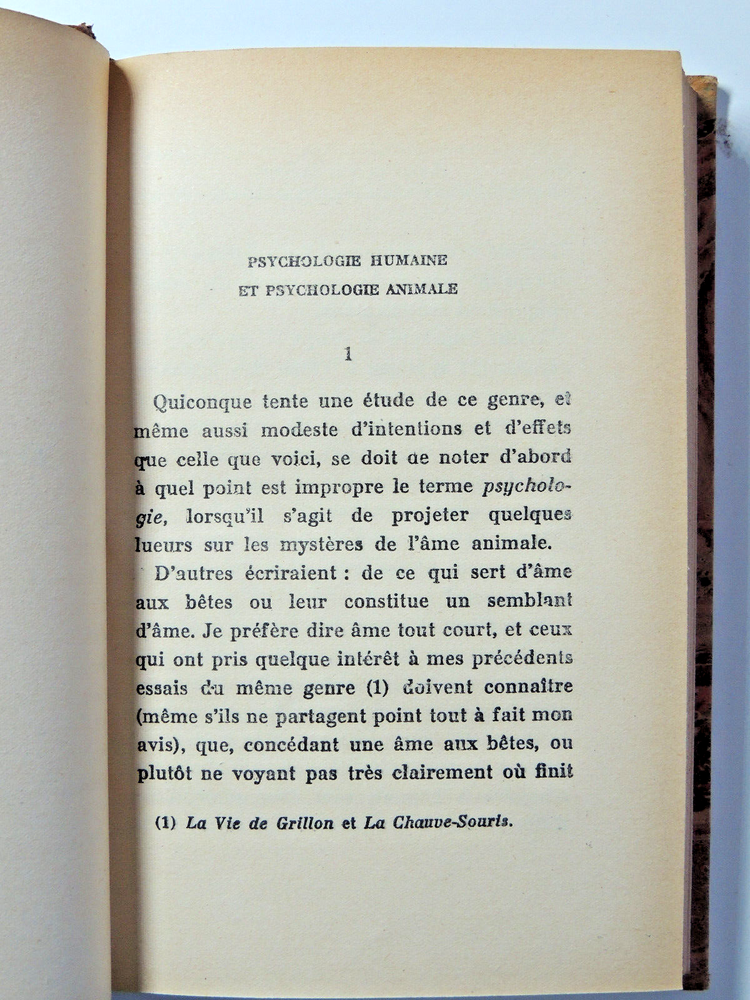 PSYCHOLOGIE HUMAINE
ET PSYCHOLOGIE ANIMALE
1
Quiconque tente une étude de ce genre, et
même aussi modeste d'intentions et d'effets
que celle que voici, se doit de noter d'abord
à quel point est impropre le terme psycholo-
gie, lorsqu'il s'agit de projeter quelques
lueurs sur les mystères de l'âme animale.
D'autres écriraient : de ce qui sert d'âme
aux bêtes ou leur constitue un semblant
d'âme. Je préfère dire âme tout court, et ceux
qui ont pris quelque intérêt à mes précédents
essais du même genre (1) doivent connaître
(même s'ils ne partagent point tout à fait mon
avis), que, concédant une âme aux bêtes, ou
plutôt ne voyant pas très clairement où finit
(1) La Vie de Grillon et La Chauve-Souris.